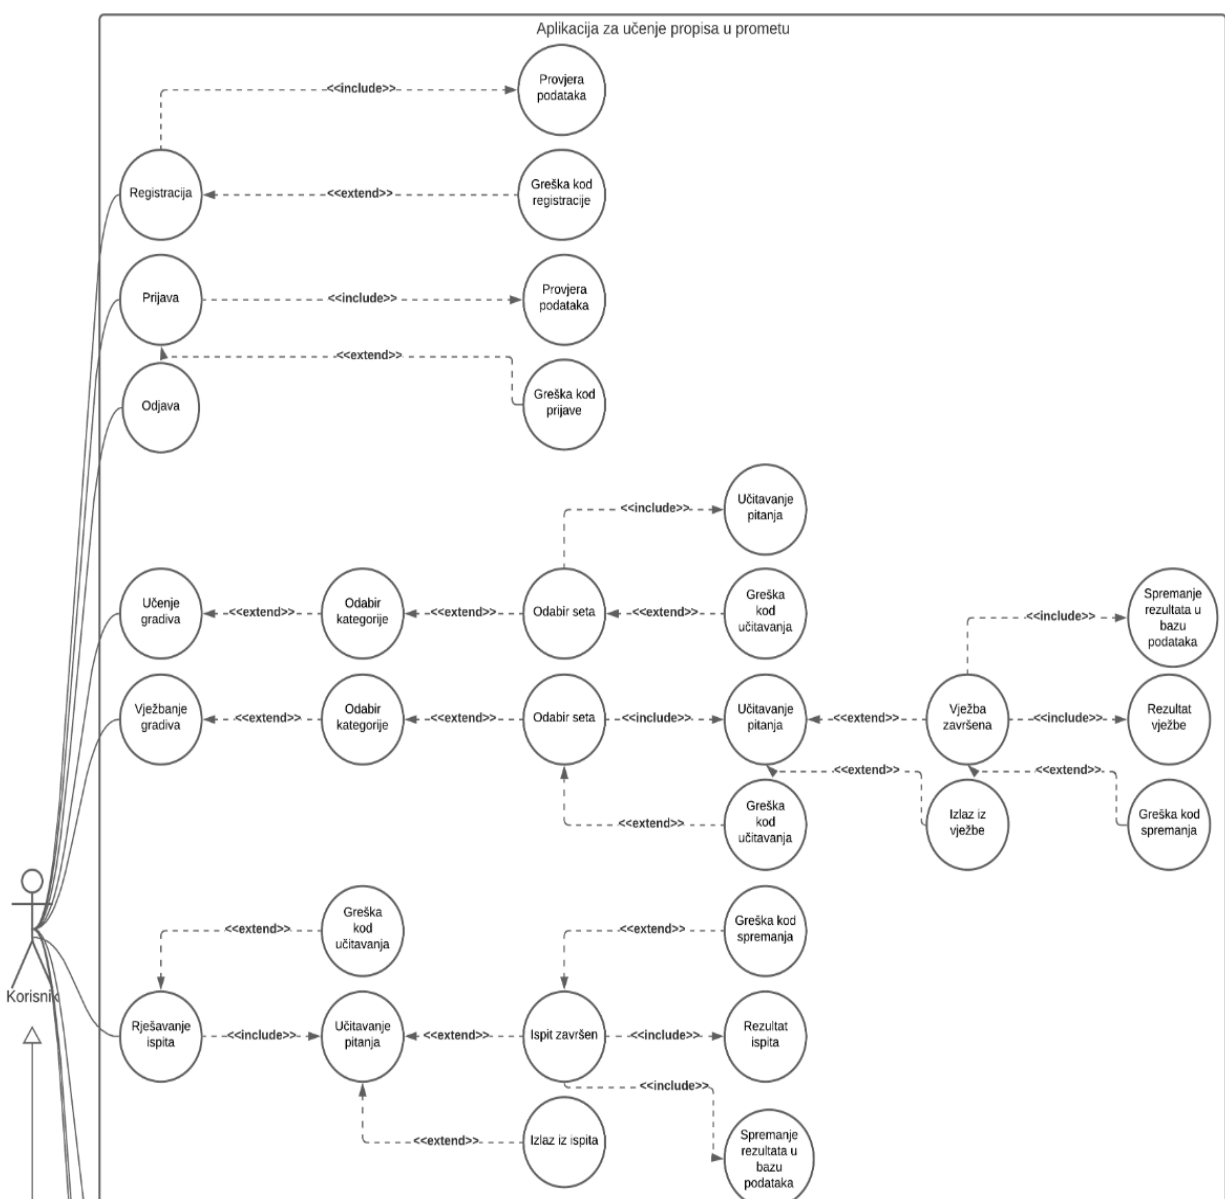 Aplikacija za učenje propisa u prometu
<<include>>
Provjera
podataka
Registracija
<<extend>>
Greška kod
registracije
Prijava
<<include>>
Provjera
podataka
<<extend>>
Odjava
Greška kod
prijave
<<include>>
Učitavanje
pitanja
Učenje
gradiva
<<extend>>
Odabir
kategorije
<<extend>>
Odabir seta
<<extend>>
Greška
kod
učitavanja
<<include>>
Spremanje
rezultata u
bazu
podataka
Vježbanje
gradiva
<<extend>>
Odabir
kategorije
<<extend>>
Odabir seta
<<include>>
Učitavanje
pitanja
<<extend>>
Vježba
završena
<<include>>
Rezultat
vježbe
<<extend>>
<<extend>>
<<extend>>
Greška
kod
učitavanja
Izlaz iz
vježbe
Greška kod
spremanja
<<extend>>
Greška
kod
učitavanja
<<extend>>
Greška kod
spremanja
Korisnik
Rješavanje
ispita
<<include>>
Učitavanje
pitanja
<<extend>>
Ispit završen
<<include>>
Rezultat
ispita
<<include>>
<<extend>>
Izlaz iz ispita
Spremanje
rezultata u
bazu
podataka